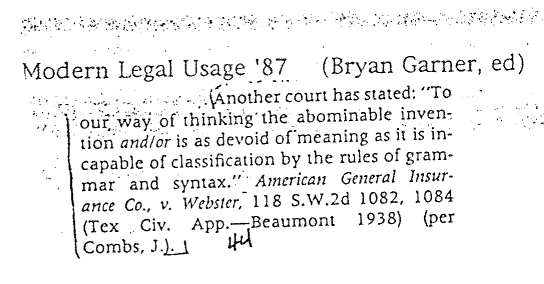 Modern Legal Usage '87 (Bryan Garner, ed)
(Another court has stated: "To
our way of thinking the abominable inven-
tion and/or is as devoid of meaning as it is in-
capable of classification by the rules of gram-
mar and syntax." American General Insur-
ance Co., v. Webster, 118 S.W.2d 1082, 1084
(Tex Civ. App.—Beaumont 1938) (per
Combs, J.).